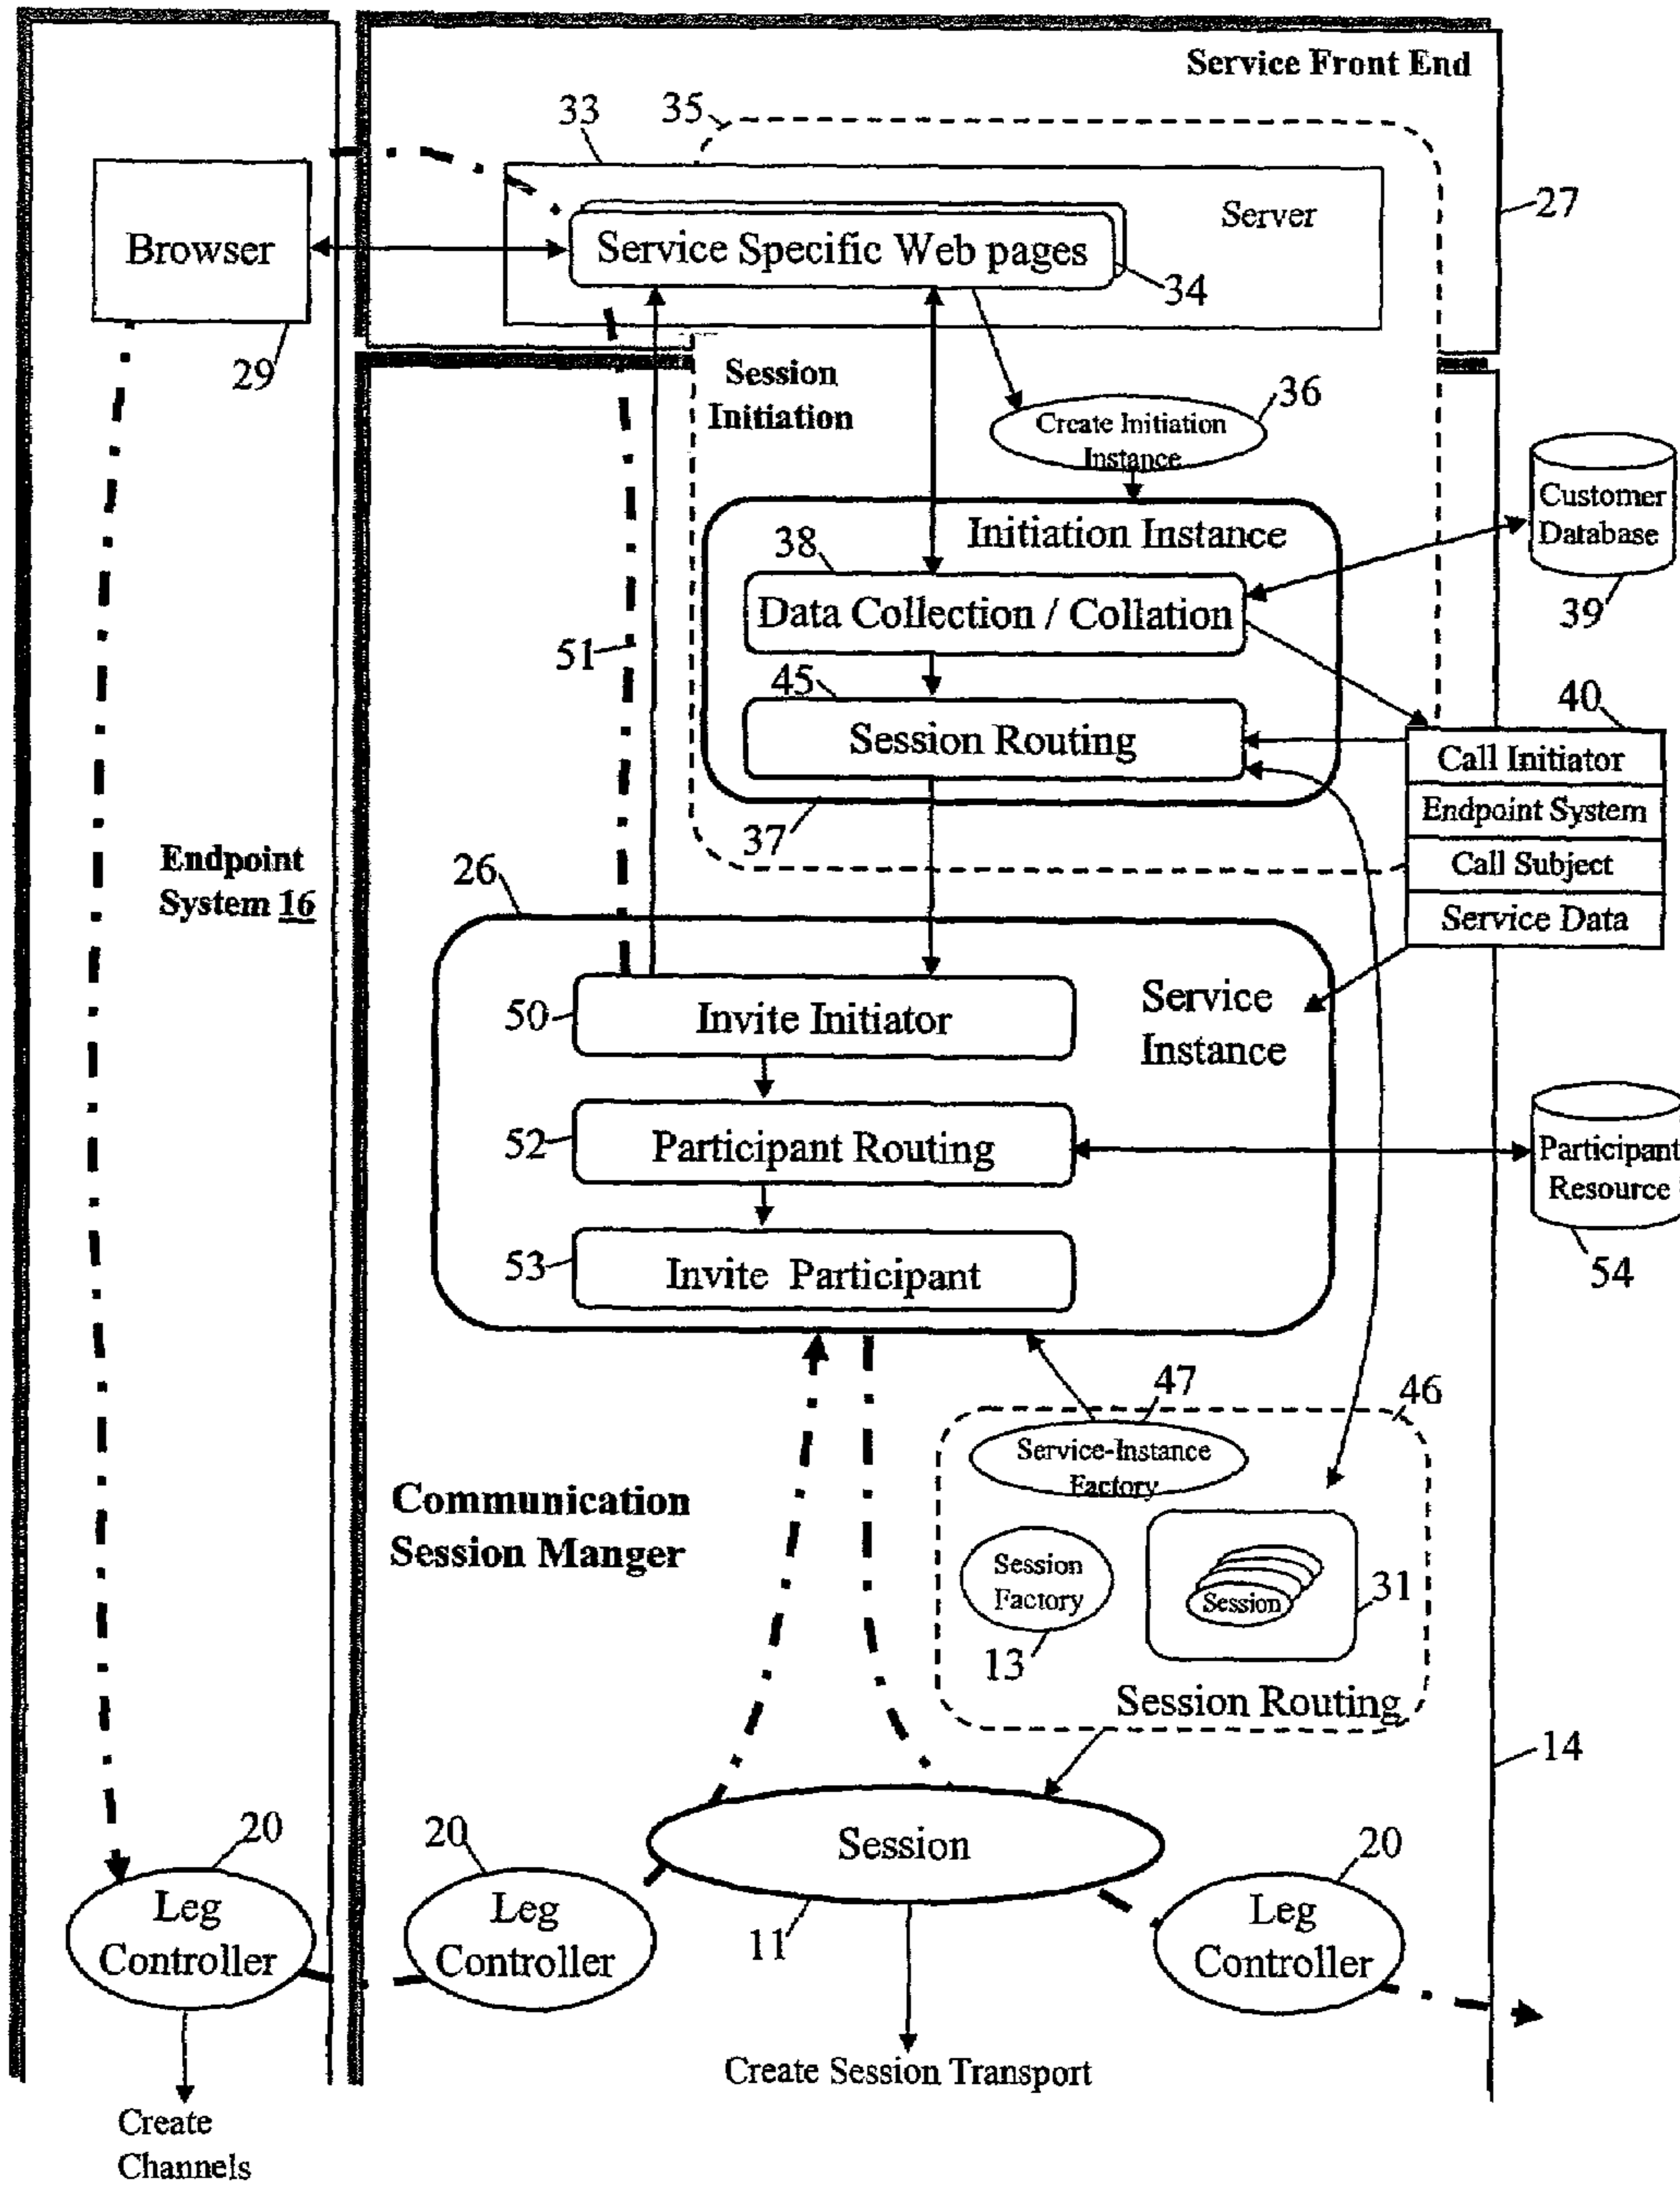 Service Front End
33
35
Browser
Service Specific Web pages
Server
27
34
29
Session
Initiation
36
Create Initiation
Instance
Customer
Database
39
Initiation Instance
38
Data Collection / Collation
51
45
Session Routing
40
Call Initiator
Endpoint System
Call Subject
Service Data
37
Endpoint
System 16
26
50
Invite Initiator
Service
Instance
52
Participant Routing
Participant
Resource
54
53
Invite Participant
47
46
Service-Instance
Factory
Communication
Session Manger
Session
Factory
13
Session
31
Session Routing
14
20
20
Session
20
Leg
Controller
Leg
Controller
11
Leg
Controller
Create Session Transport
Create
Channels